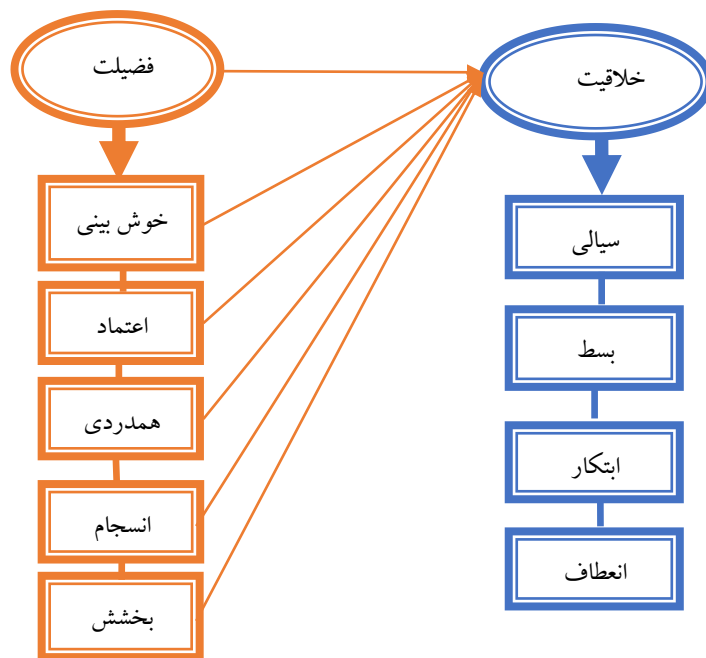 فضیلت
خلاقیت
خوش بینی
سیالی
اعتماد
بسط
همدردی
ابتکار
انسجام
انعطاف
بخشش